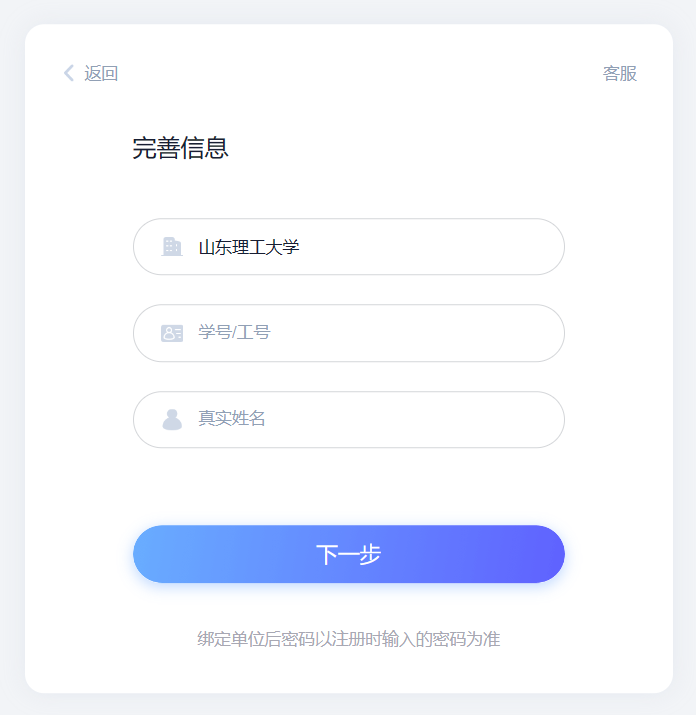 返回
客服
完善信息
山东理工大学
学号/工号
真实姓名
下一步
绑定单位后密码以注册时输入的密码为准